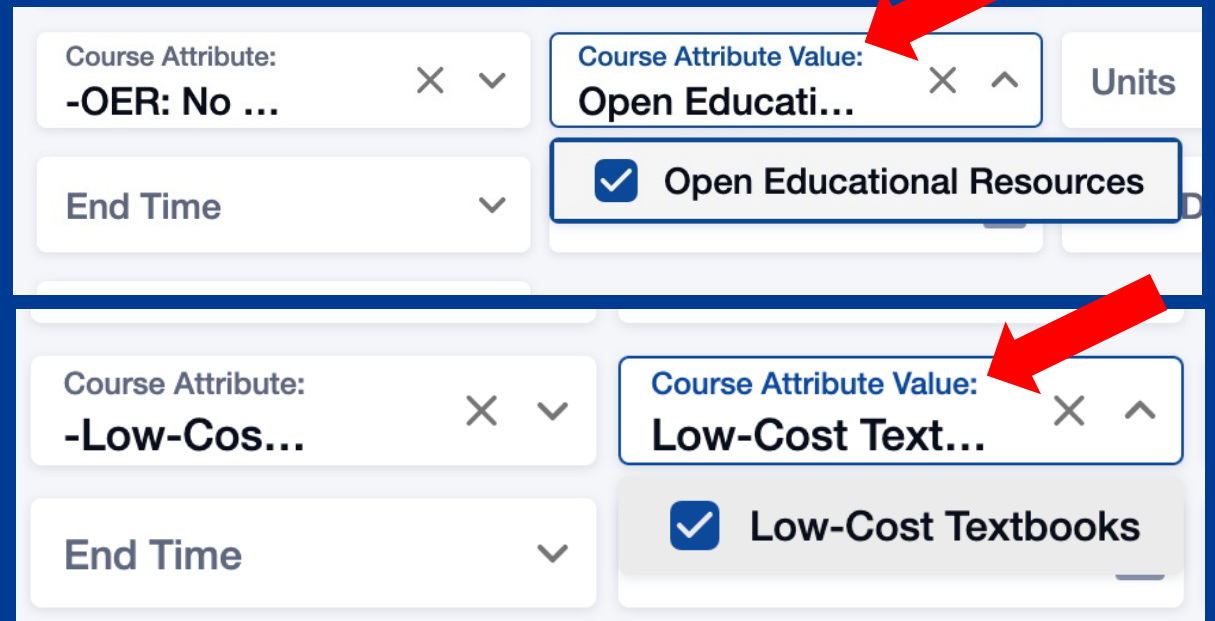 Course Attribute:
-OER: No ...
Course Attribute Value:
Open Educati...
Units
Open Educational Resources
End Time
D
Course Attribute:
-Low-Cos...
Course Attribute Value:
Low-Cost Text...
Low-Cost Textbooks
End Time